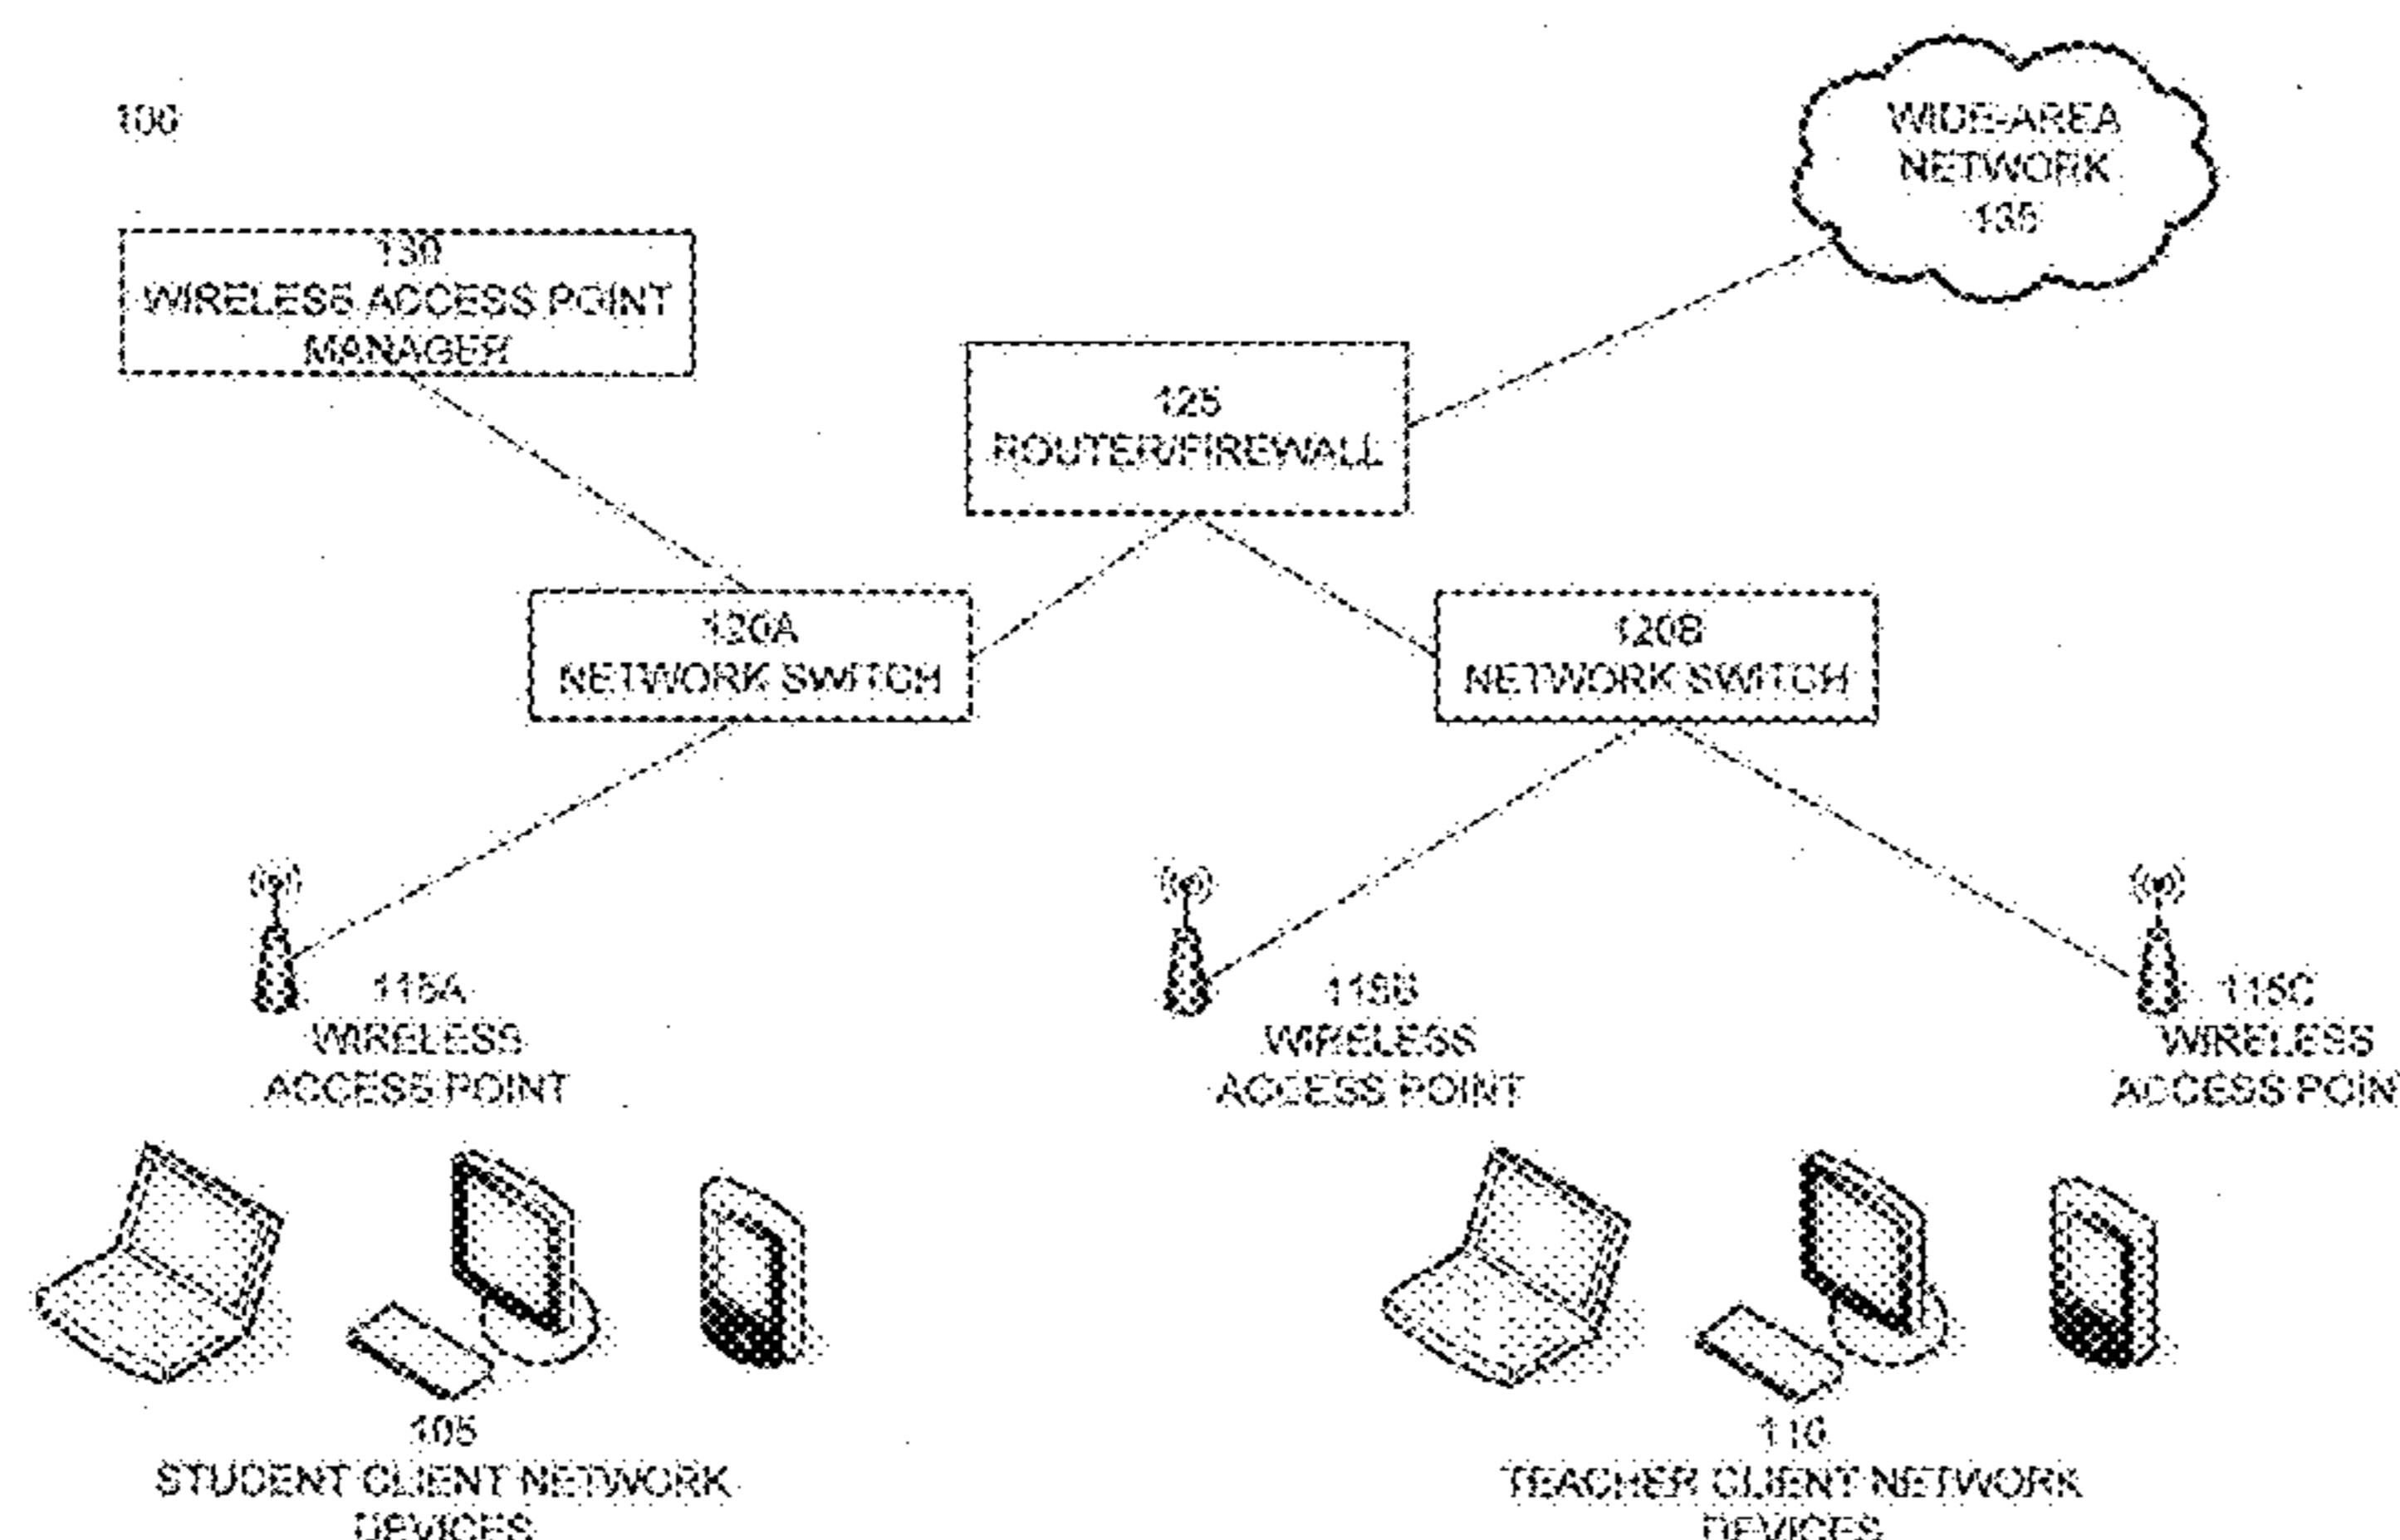 100
WIDE-AREA
NETWORK
135
130
WIRELESS ACCESS POINT
MANAGER
125
ROUTER/FIREWALL
120A
NETWORK SWITCH
120B
NETWORK SWITCH
115A
WIRELESS
ACCESS POINT
115B
WIRELESS
ACCESS POINT
115C
WIRELESS
ACCESS POIN
105
STUDENT CLIENT NETWORK
DEVICES
110
TEACHER CLIENT NETWORK
DEVICES